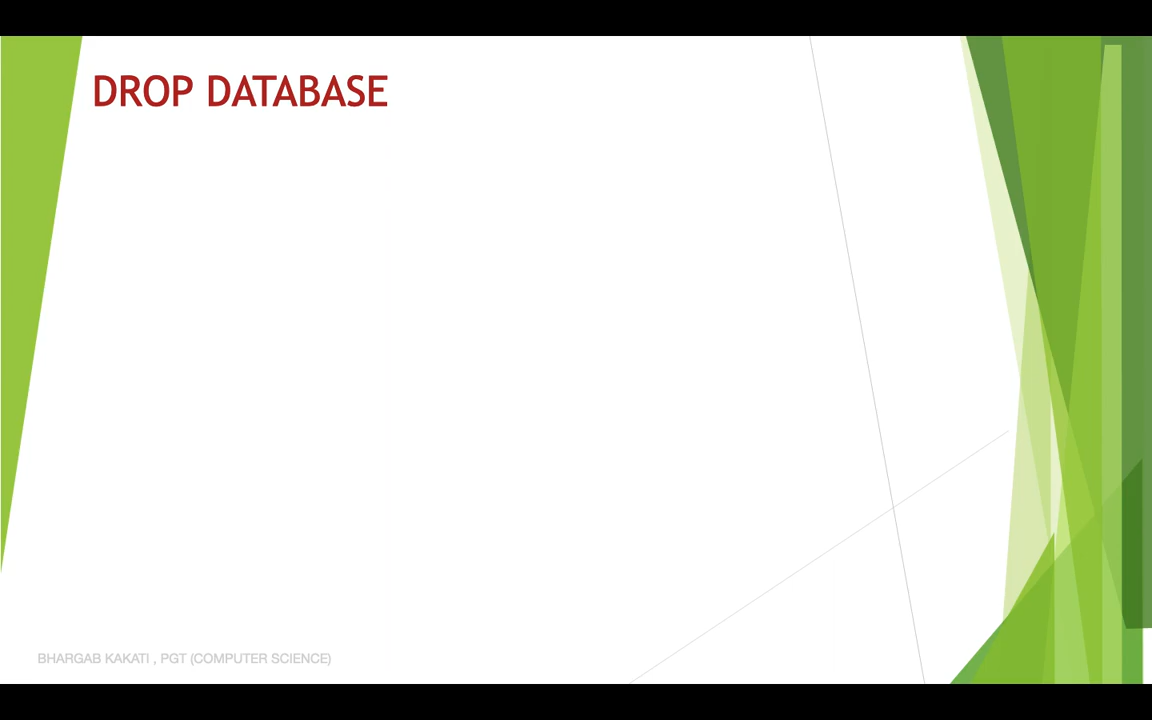 DROP DATABASE
BHARGAB KAKATI , PGT (COMPUTER SCIENCE)